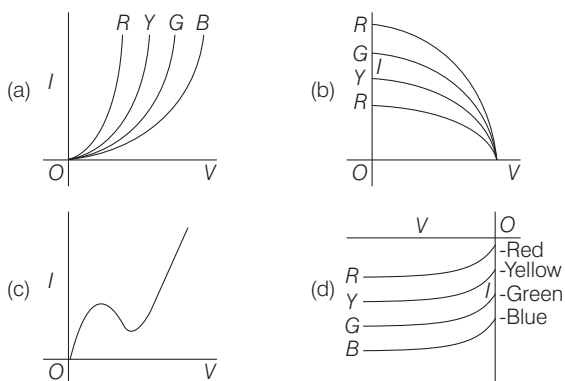 (a)
R Y G B
I
O V
(b)
R
G
I
Y
R
O V
(c)
I
O V
(d)
V O
-Red
R
-Yellow
Y
I
-Green
G
-Blue
B